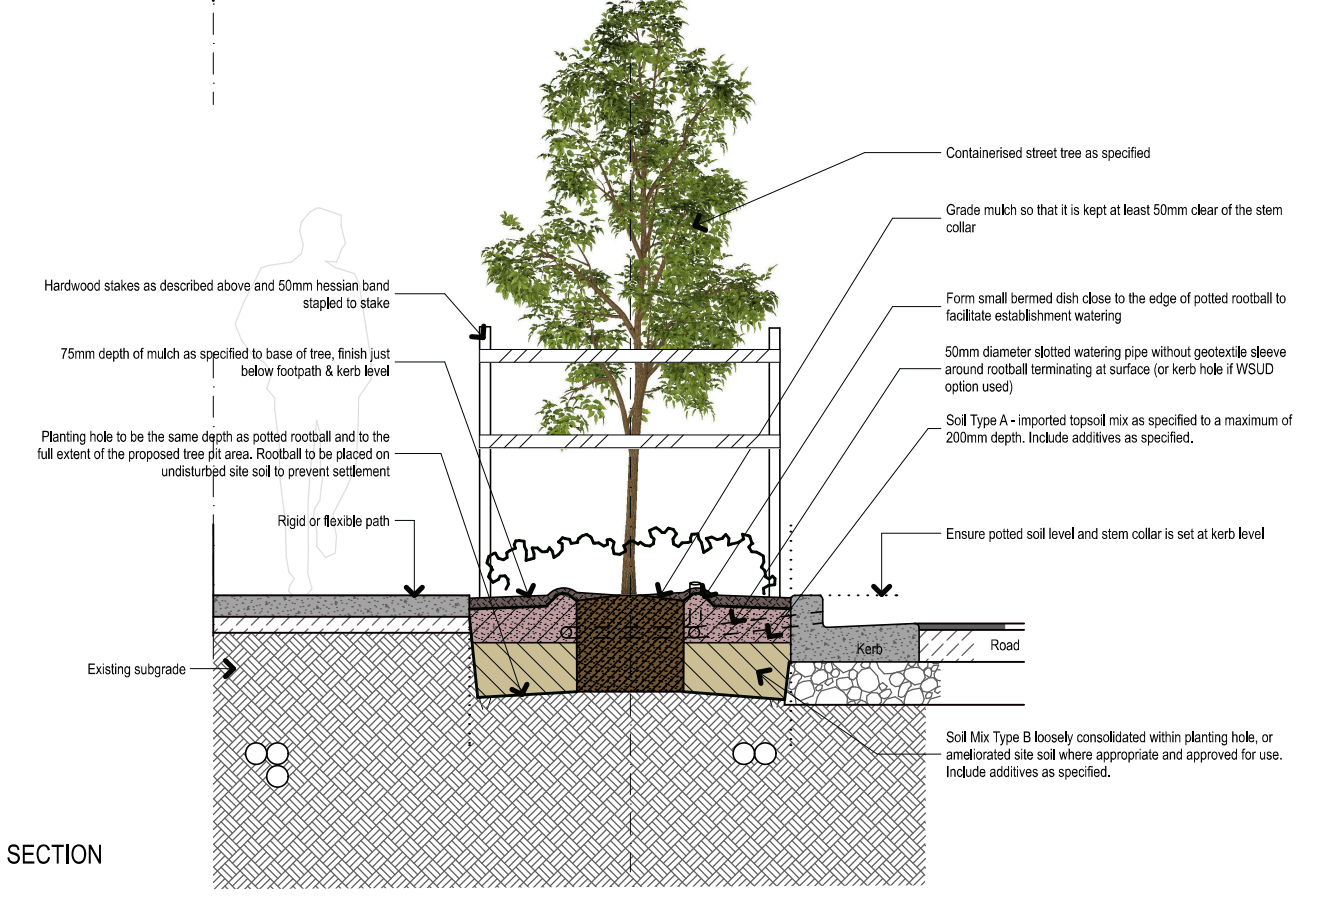 Containerised street tree as specified
Grade mulch so that it is kept at least 50mm clear of the stem
collar
Hardwood stakes as described above and 50mm hessian band
stapled to stake
Form small bermed dish close to the edge of potted rootball to
facilitate establishment watering
75mm depth of mulch as specified to base of tree, finish just
below footpath & kerb level
50mm diameter slotted watering pipe without geotextile sleeve
around rootball terminating at surface (or kerb hole if WSUD
option used)
Planting hole to be the same depth as potted rootball and to the
full extent of the proposed tree pit area. Rootball to be placed on
undisturbed site soil to prevent settlement
Soil Type A - imported topsoil mix as specified to a maximum of
200mm depth. Include additives as specified.
Rigid or flexible path
Ensure potted soil level and stem collar is set at kerb level
Kerb
Road
Existing subgrade
Soil Mix Type B loosely consolidated within planting hole, or
ameliorated site soil where appropriate and approved for use.
Include additives as specified.
SECTION